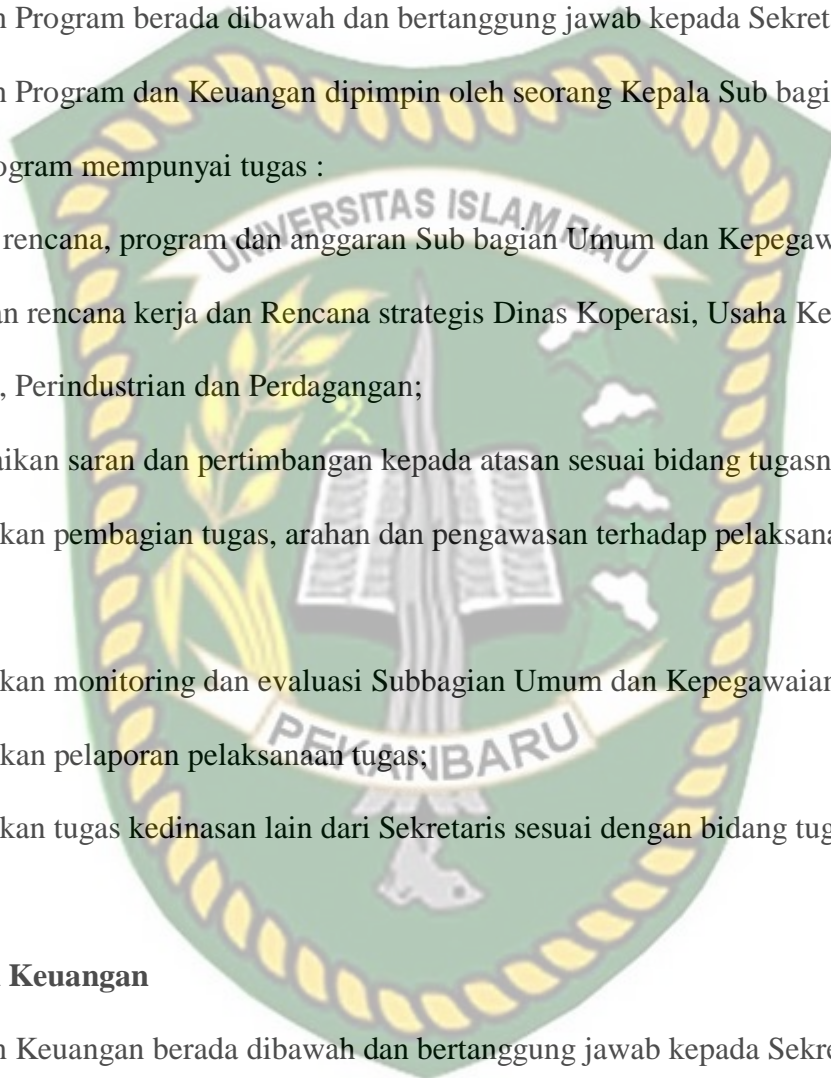 n Program berada dibawah dan bertanggung jawab kepada Sekret
n Program dan Keuangan dipimpin oleh seorang Kepala Sub bagi
ogram mempunyai tugas :
UNIVERSITAS ISLAM RIAU
rencana, program dan anggaran Sub bagian Umum dan Kepegaw
an rencana kerja dan Rencana strategis Dinas Koperasi, Usaha Ke
, Perindustrian dan Perdagangan;
aikan saran dan pertimbangan kepada atasan sesuai bidang tugasn
kan pembagian tugas, arahan dan pengawasan terhadap pelaksana
kan monitoring dan evaluasi Subbagian Umum dan Kepegawaian
PEKANBARU
kan pelaporan pelaksanaan tugas;
kan tugas kedinasan lain dari Sekretaris sesuai dengan bidang tug
Keuangan
n Keuangan berada dibawah dan bertanggung jawab kepada Sekre